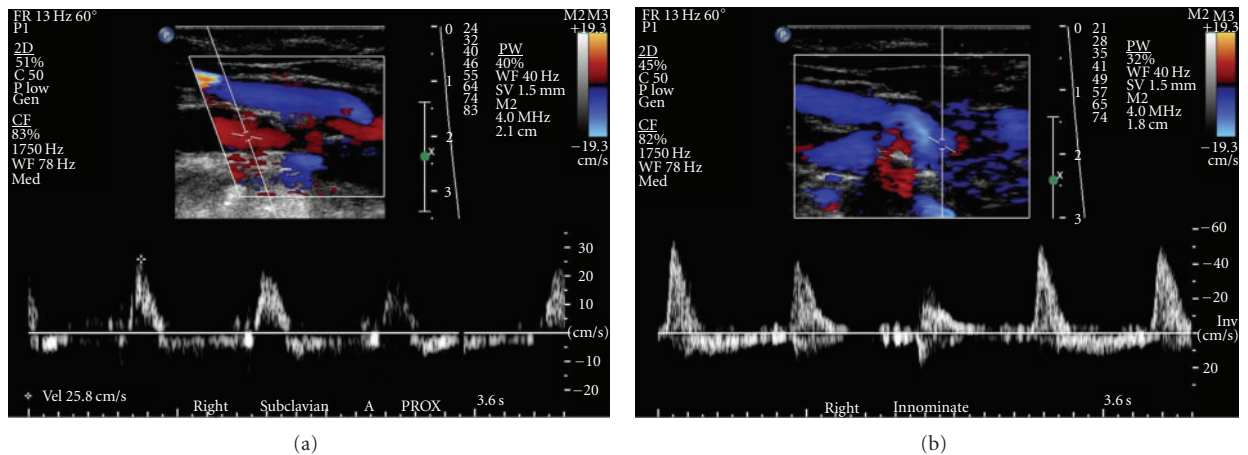 FR 13 Hz 60°
P1
2D
51%
C 50
P low
Gen
CF
83%
1750 Hz
WF 78 Hz
Med
P
0
1
2
x
3
24
32
40
46
55
64
74
83
PW
40%
WF 40 Hz
SV 1.5 mm
M2
4.0 MHz
2.1 cm
M2 M3
+19.3
−19.3
cm/s
30
20
10
(cm/s)
−10
−20
Vel 25.8 cm/s
Right Subclavian A PROX 3.6 s
(a)
FR 13 Hz 60°
P1
2D
45%
C 50
P low
Gen
CF
82%
1750 Hz
WF 78 Hz
Med
P
0
1
2
x
3
21
28
35
41
49
57
65
74
PW
32%
WF 40 Hz
SV 1.5 mm
M2
4.0 MHz
1.8 cm
M2 M3
+19.3
−19.3
cm/s
−60
−40
−20
Inv
(cm/s)
20
Right Innominate 3.6 s
(b)